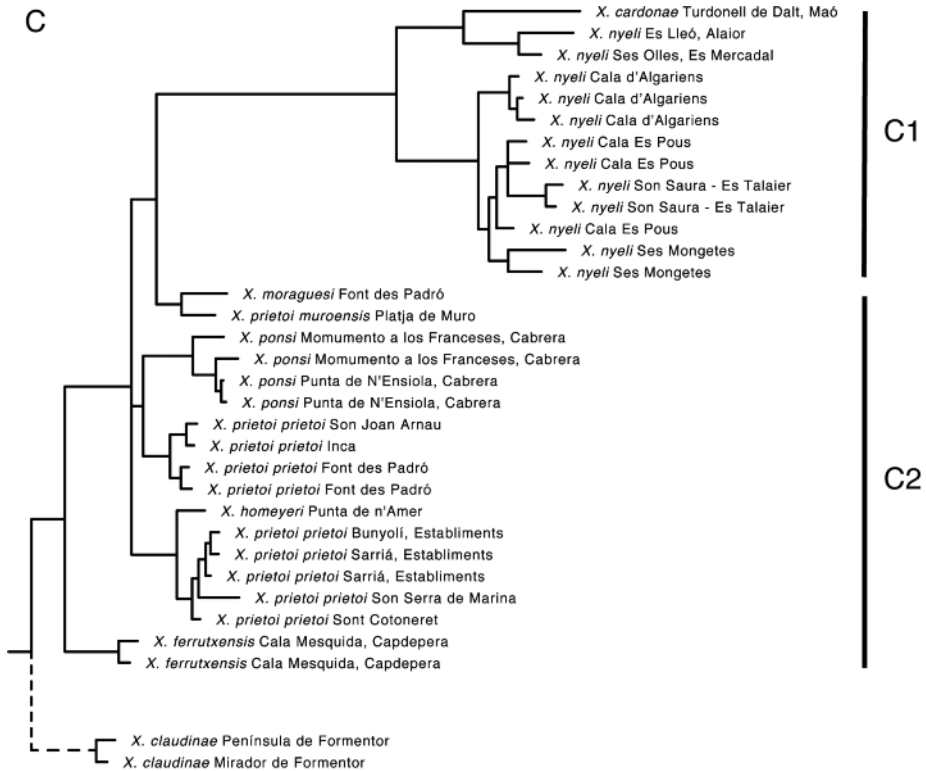 C
X. cardonae Turdonell de Dalt, Maó
X. nyeli Es Lleó, Alaior
X. nyeli Ses Olles, Es Mercadal
X. nyeli Cala d'Algariens
X. nyeli Cala d'Algariens
X. nyeli Cala d'Algariens
X. nyeli Cala Es Pous
X. nyeli Cala Es Pous
X. nyeli Son Saura - Es Talaier
X. nyeli Son Saura - Es Talaier
X. nyeli Cala Es Pous
X. nyeli Ses Mongetes
X. nyeli Ses Mongetes
C1
X. moraguesi Font des Padró
X. prietoi muroensis Platja de Muro
X. ponsi Momumento a los Franceses, Cabrera
X. ponsi Momumento a los Franceses, Cabrera
X. ponsi Punta de N'Ensiola, Cabrera
X. ponsi Punta de N'Ensiola, Cabrera
X. prietoi prietoi Son Joan Arnau
X. prietoi prietoi Inca
X. prietoi prietoi Font des Padró
X. prietoi prietoi Font des Padró
X. homeyeri Punta de n'Amer
X. prietoi prietoi Bunyolí, Establiments
X. prietoi prietoi Sarriá, Establiments
X. prietoi prietoi Sarriá, Establiments
X. prietoi prietoi Son Serra de Marina
X. prietoi prietoi Sont Cotoneret
X. ferrutxensis Cala Mesquida, Capdepera
X. ferrutxensis Cala Mesquida, Capdepera
C2
X. claudinae Península de Formentor
X. claudinae Mirador de Formentor